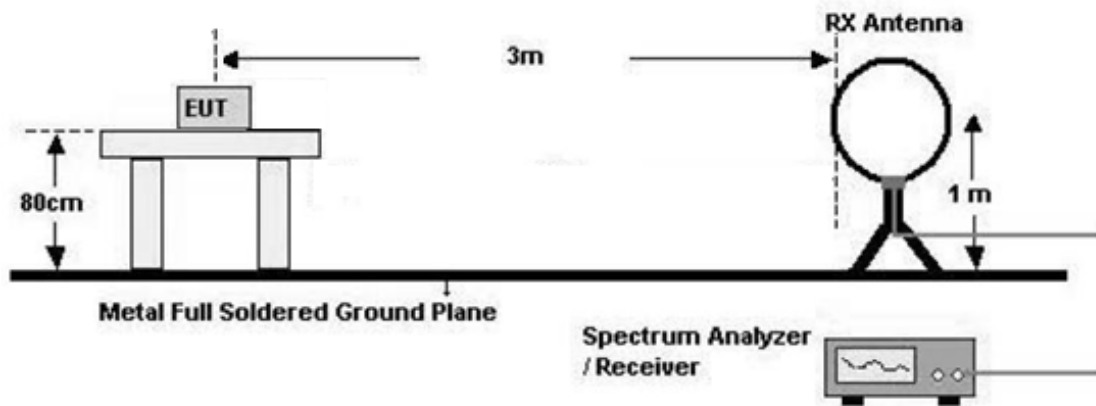 RX Antenna
3m
EUT
80cm
1 m
Metal Full Soldered Ground Plane
Spectrum Analyzer
/ Receiver